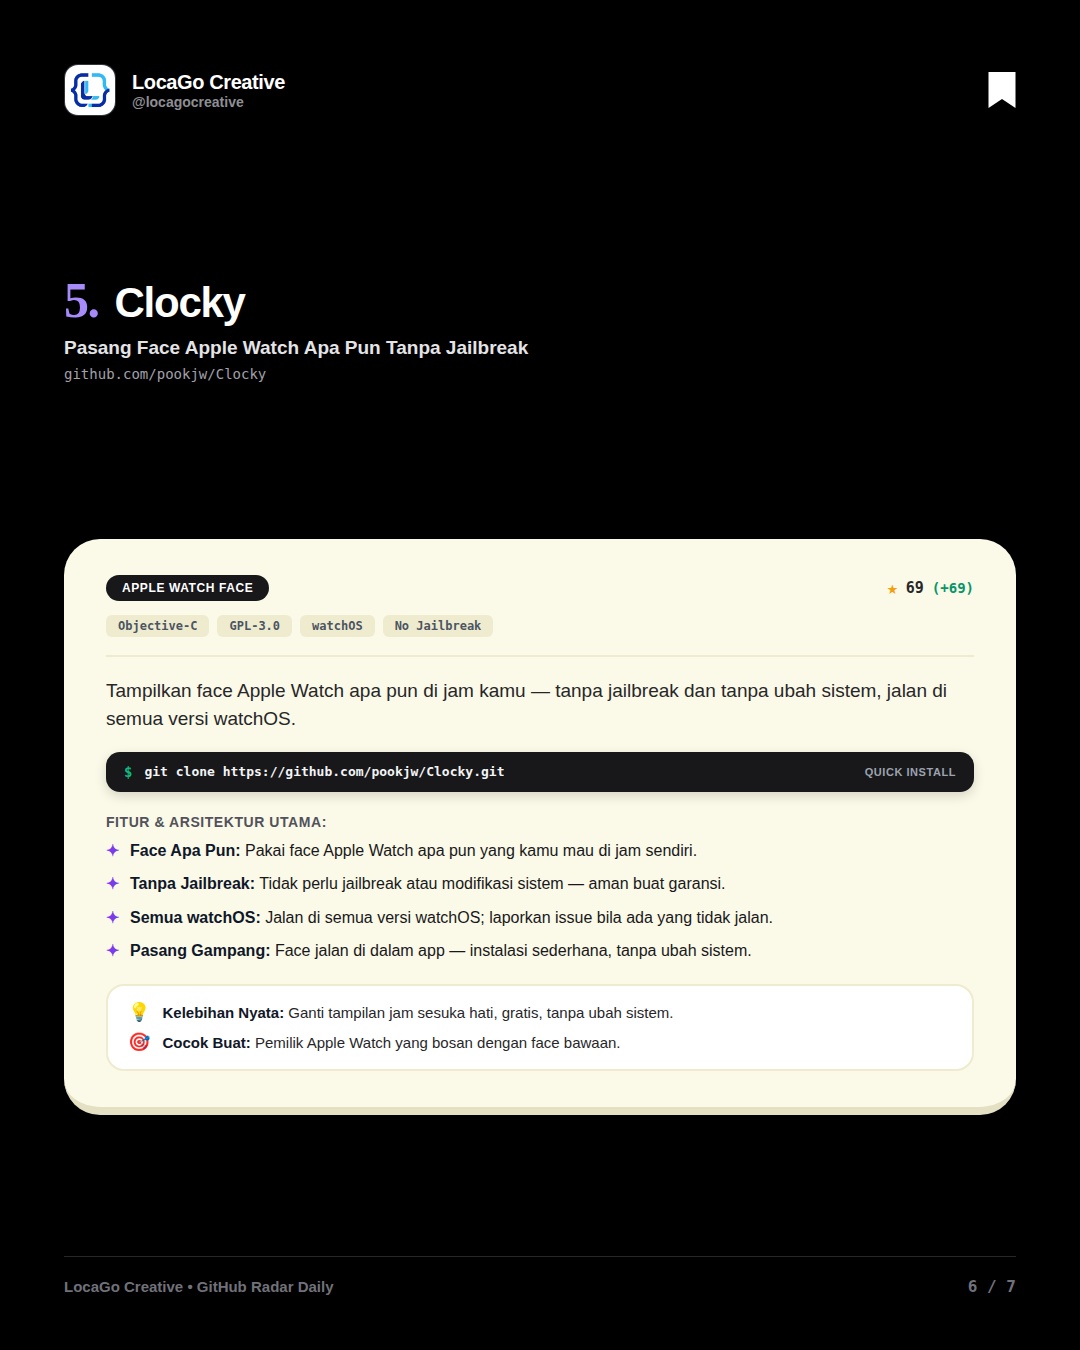 LocaGo Creative
@locagocreative
5. Clocky
Pasang Face Apple Watch Apa Pun Tanpa Jailbreak
github.com/pookjw/Clocky
APPLE WATCH FACE
★ 69 (+69)
Objective-C GPL-3.0 watchOS No Jailbreak
Tampilkan face Apple Watch apa pun di jam kamu — tanpa jailbreak dan tanpa ubah sistem, jalan di
semua versi watchOS.
$ git clone https://github.com/pookjw/Clocky.git QUICK INSTALL
FITUR & ARSITEKTUR UTAMA:
✦ Face Apa Pun: Pakai face Apple Watch apa pun yang kamu mau di jam sendiri.
✦ Tanpa Jailbreak: Tidak perlu jailbreak atau modifikasi sistem — aman buat garansi.
✦ Semua watchOS: Jalan di semua versi watchOS; laporkan issue bila ada yang tidak jalan.
✦ Pasang Gampang: Face jalan di dalam app — instalasi sederhana, tanpa ubah sistem.
💡 Kelebihan Nyata: Ganti tampilan jam sesuka hati, gratis, tanpa ubah sistem.
🎯 Cocok Buat: Pemilik Apple Watch yang bosan dengan face bawaan.
LocaGo Creative • GitHub Radar Daily
6 / 7